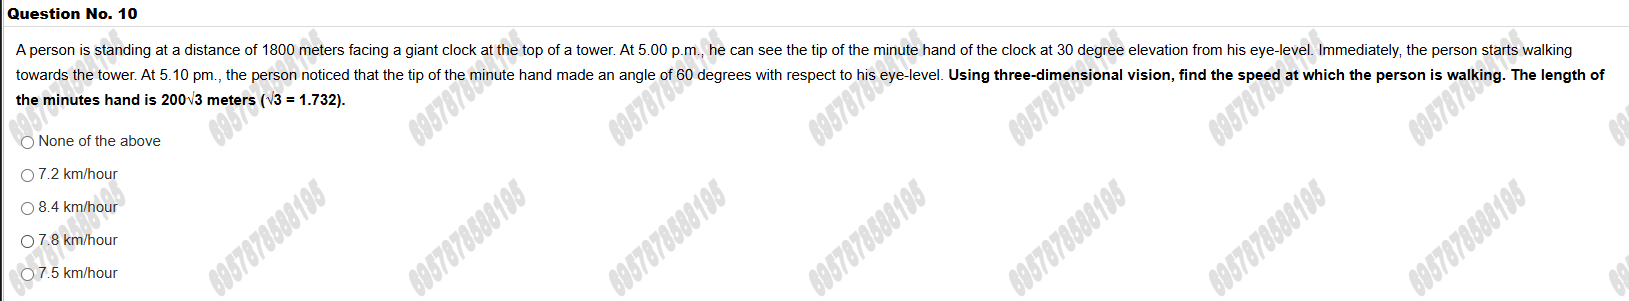 Question No. 10
A person is standing at a distance of 1800 meters facing a giant clock at the top of a tower. At 5.00 p.m., he can see the tip of the minute hand of the clock at 30 degree elevation from his eye-level. Immediately, the person starts walking
towards the tower. At 5.10 pm., the person noticed that the tip of the minute hand made an angle of 60 degrees with respect to his eye-level. Using three-dimensional vision, find the speed at which the person is walking. The length of
the minutes hand is 200√3 meters (√3 = 1.732).
None of the above
7.2 km/hour
8.4 km/hour
7.8 km/hour
7.5 km/hour